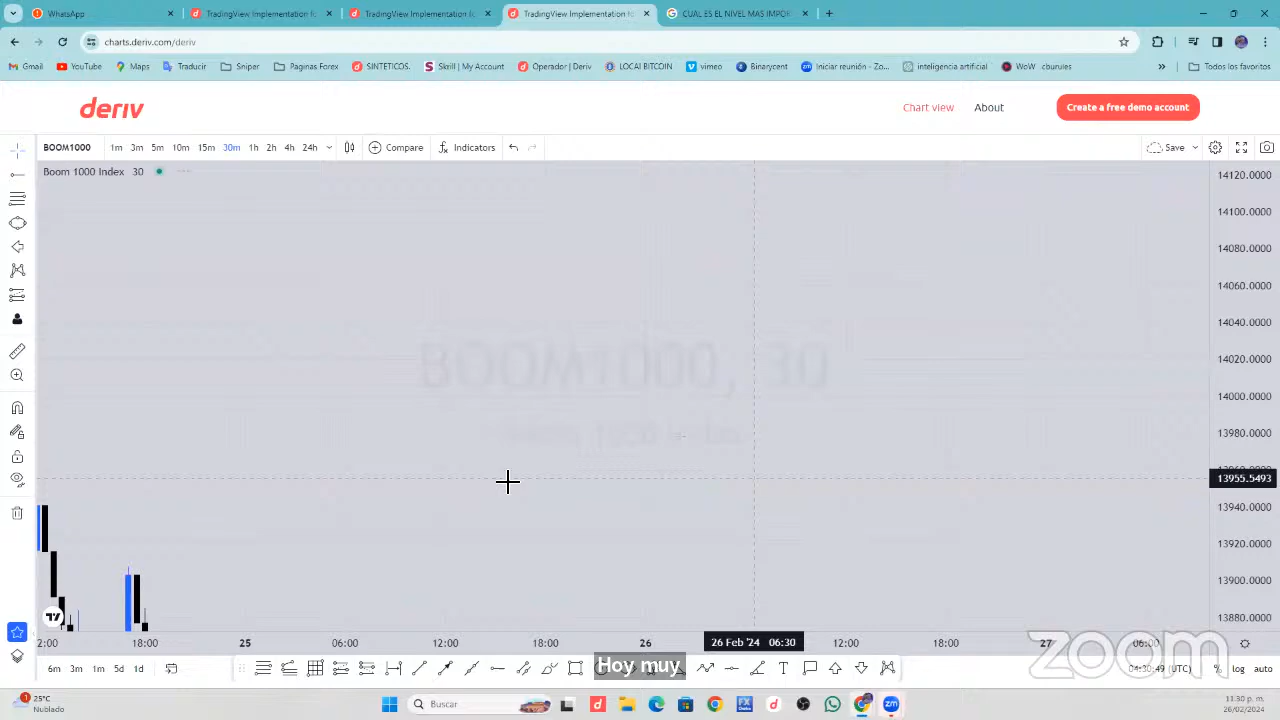 WhatsApp
TradingView Implementation fo
TradingView Implementation fo
TradingView Implementation fo
CUAL ES EL NIVEL MAS IMPOR
charts.deriv.com/deriv
Gmail
YouTube
Maps
Traducir
Sniper
Paginas Forex
SINTETICOS.
Skrill | My Account
Operador | Deriv
LOCAl BITCOIN
vimeo
Binarycent
Iniciar reunión - Zo...
inteligencia artificial
WoW ..cburules
Todos los favoritos
deriv
Chart view
About
Create a free demo account
BOOM1000
1m 3m 5m 10m 15m 30m 1h 2h 4h 24h
Compare
Indicators
Save
Boom 1000 Index 30
14120.0000
14100.0000
14080.0000
14060.0000
14040.0000
BOOM1000, 30
14020.0000
14000.0000
13980.0000
13955.5493
13940.0000
13920.0000
13900.0000
13880.0000
2:00 18:00 25 06:00 12:00 18:00 26 26 Feb '24 06:30 12:00 18:00 27 06:00
zoom
6m 3m 1m 5d 1d
Hoy muy
04:30:49 (UTC)
% log auto
1
25°C
Nublado
Buscar
11:30 p. m.
26/02/2024